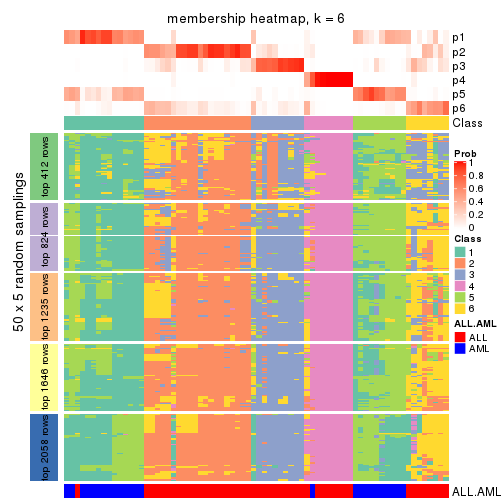 membership heatmap, k = 6
p1
p2
p3
p4
p5
p6
Class
50 x 5 random samplings
top 412 rows
top 824 rows
top 1235 rows
top 1646 rows
top 2058 rows
Prob
1
0.8
0.6
0.4
0.2
0
Class
1
2
3
4
5
6
ALL.AML
ALL
AML
ALL.AML